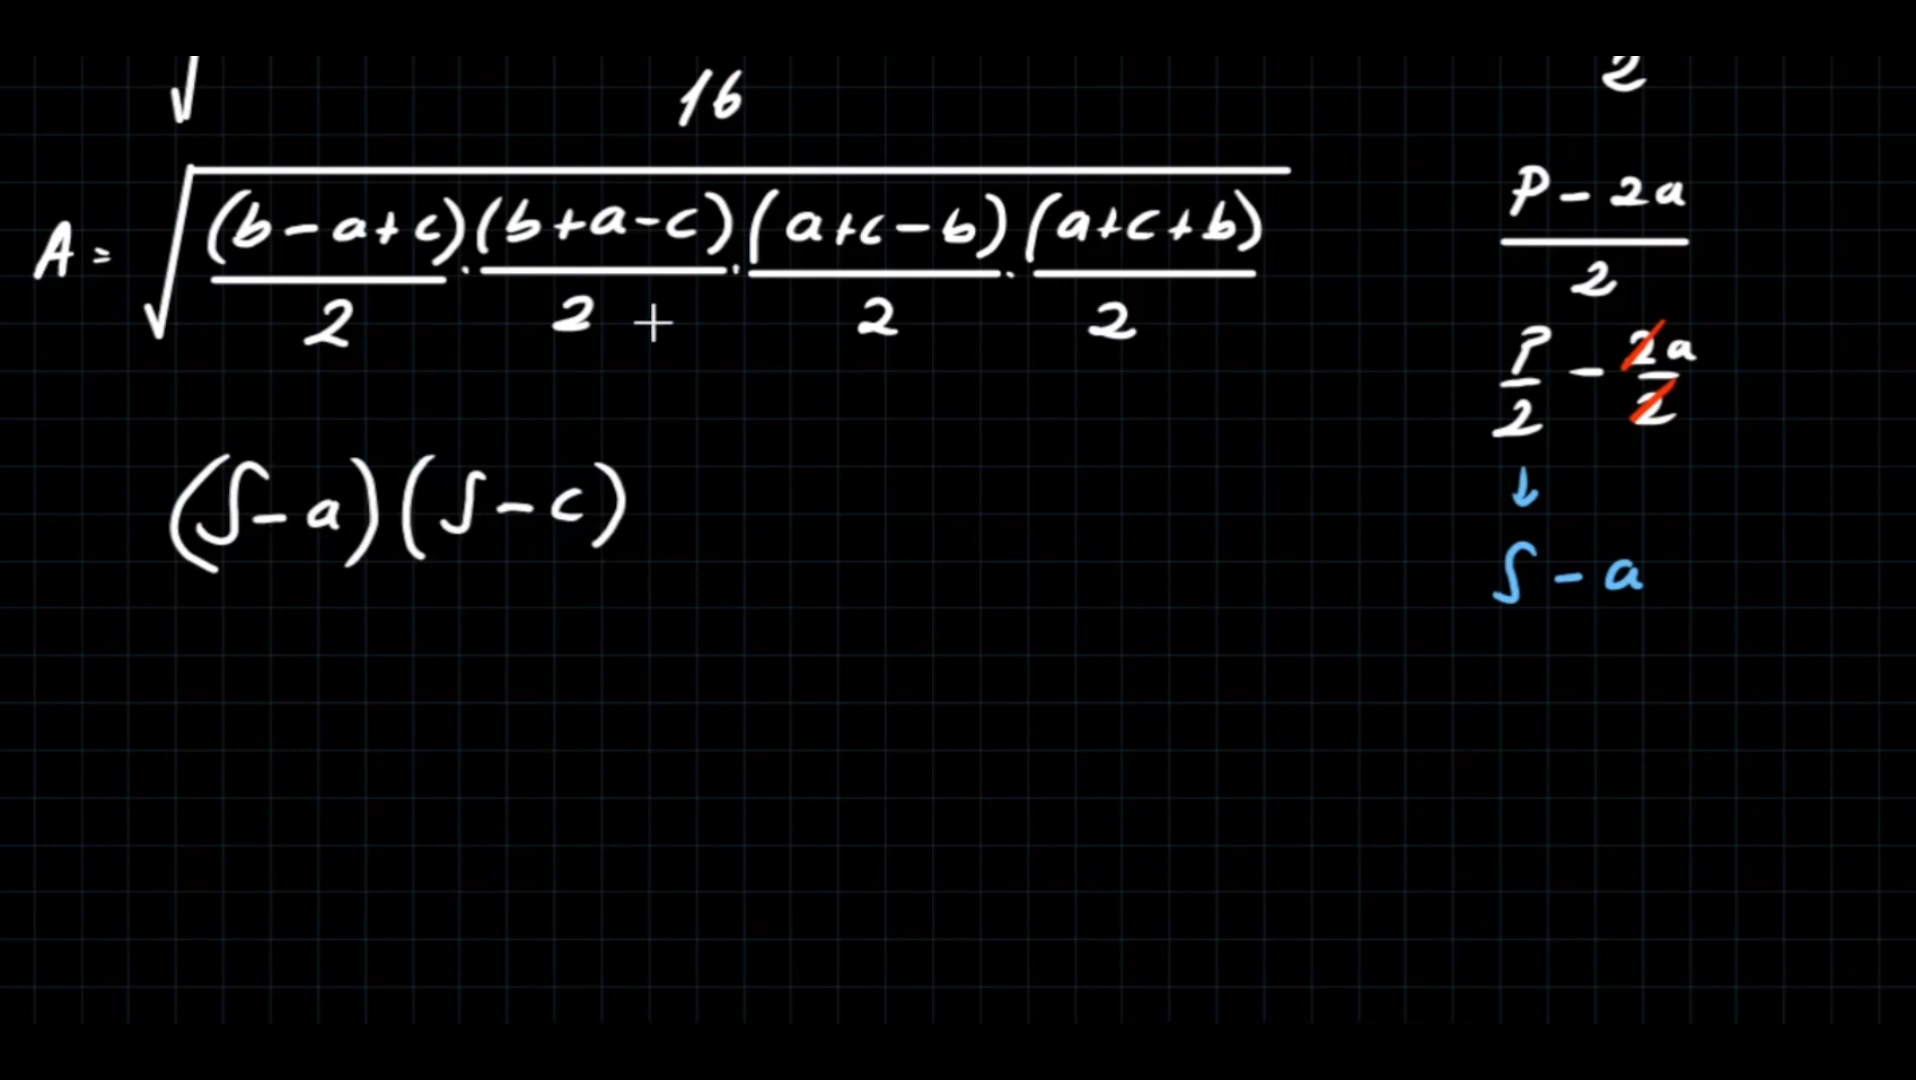 √ 16
A = √ (b-a+c)/2 · (b+a-c)/2 · (a+c-b)/2 · (a+c+b)/2
(S-a)(S-c)
2
P - 2a
2
P/2 - 2a/2
↓
S - a